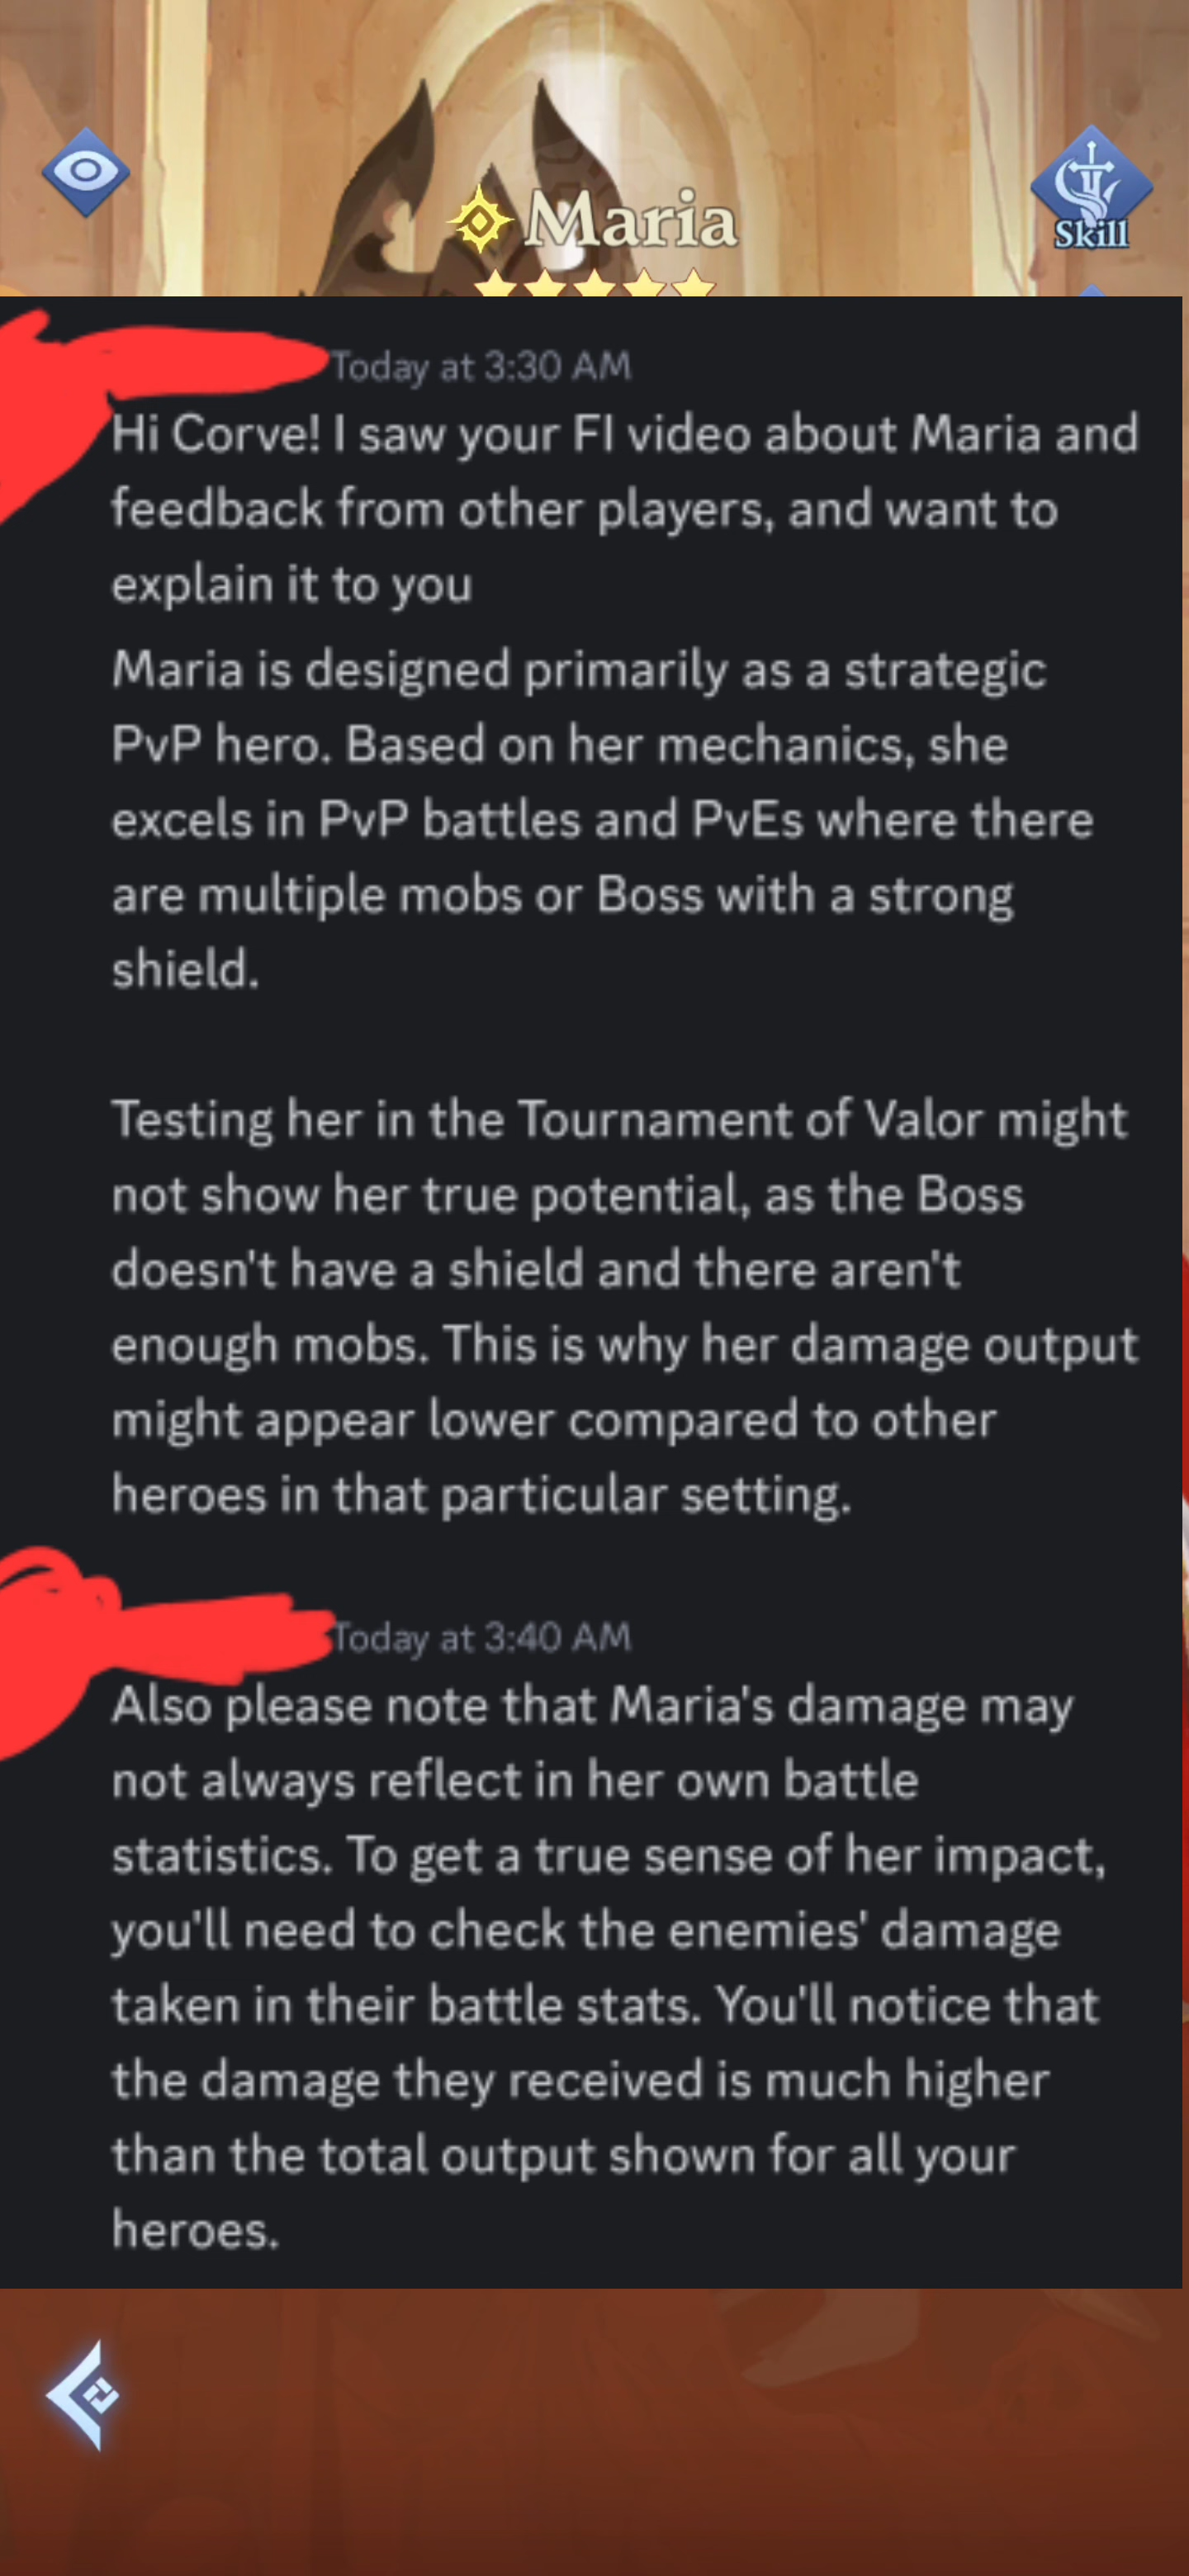 Maria
Skill
Today at 3:30 AM
Hi Corve! I saw your FI video about Maria and
feedback from other players, and want to
explain it to you
Maria is designed primarily as a strategic
PvP hero. Based on her mechanics, she
excels in PvP battles and PvEs where there
are multiple mobs or Boss with a strong
shield.
Testing her in the Tournament of Valor might
not show her true potential, as the Boss
doesn't have a shield and there aren't
enough mobs. This is why her damage output
might appear lower compared to other
heroes in that particular setting.
Today at 3:40 AM
Also please note that Maria's damage may
not always reflect in her own battle
statistics. To get a true sense of her impact,
you'll need to check the enemies' damage
taken in their battle stats. You'll notice that
the damage they received is much higher
than the total output shown for all your
heroes.